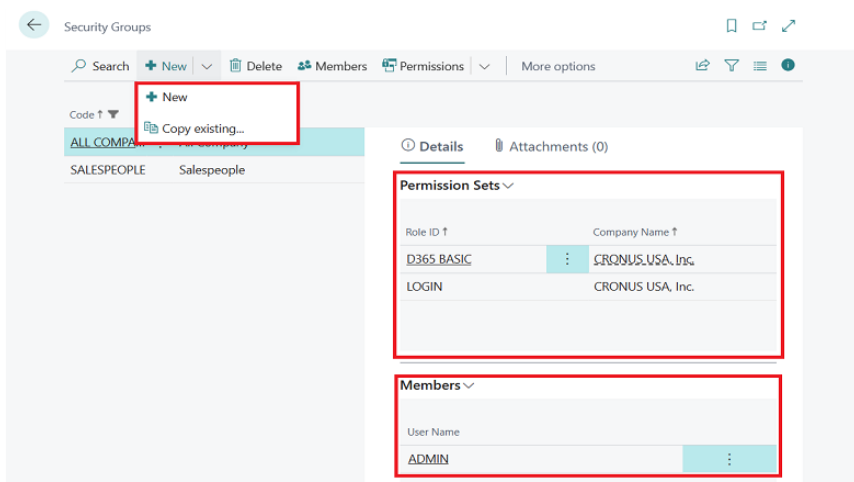 Security Groups
Search New Delete Members Permissions More options
New
Code ↑
Copy existing...
ALL COMPA... All Company
SALESPEOPLE Salespeople
Details Attachments (0)
Permission Sets
Role ID ↑ Company Name ↑
D365 BASIC CRONUS USA, Inc.
LOGIN CRONUS USA, Inc.
Members
User Name
ADMIN